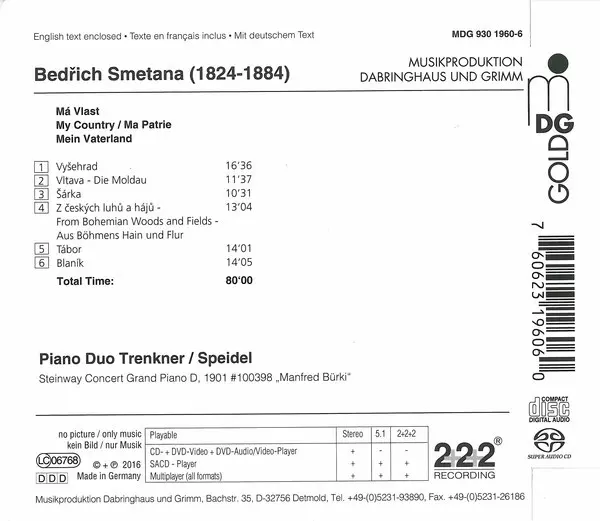 English text enclosed • Texte en français inclus • Mit deutschem Text
MDG 930 1960-6
Bedřich Smetana (1824-1884)
MUSIKPRODUKTION
DABRINGHAUS UND GRIMM
MDG
GOLD
Má Vlast
My Country / Ma Patrie
Mein Vaterland
1 Vyšehrad 16'36
2 Vltava - Die Moldau 11'37
3 Šárka 10'31
4 Z českých luhů a hájů - 13'04
From Bohemian Woods and Fields -
Aus Böhmens Hain und Flur
5 Tábor 14'01
6 Blaník 14'05
Total Time: 80'00
7 60623 19606 0
Piano Duo Trenkner / Speidel
Steinway Concert Grand Piano D, 1901 #100398 „Manfred Bürki“
COMPACT
disc
DIGITAL AUDIO
no picture / only music
kein Bild / nur Musik
LC 06768
© + ℗ 2016
DDD
Made in Germany
Playable Stereo 5.1 2+2+2
CD- + DVD-Video + DVD-Audio/Video-Player + - -
SACD - Player + + +
Multiplayer (all formats) + + +
2+2+2®
RECORDING
SUPER AUDIO CD
Musikproduktion Dabringhaus und Grimm, Bachstr. 35, D-32756 Detmold, Tel. +49-(0)5231-93890, Fax -49-(0)5231-26186